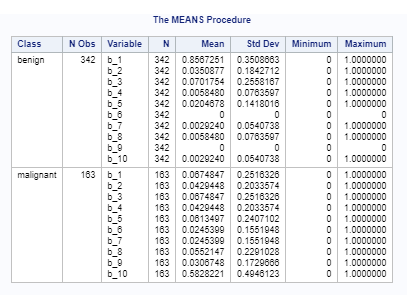 The MEANS Procedure
Class N Obs Variable N Mean Std Dev Minimum Maximum
benign 342 b_1 342 0.8567251 0.3508663 0 1.0000000
b_2 342 0.0350877 0.1842712 0 1.0000000
b_3 342 0.0701754 0.2558167 0 1.0000000
b_4 342 0.0058480 0.0763597 0 1.0000000
b_5 342 0.0204678 0.1418016 0 1.0000000
b_6 342 0 0 0 0
b_7 342 0.0029240 0.0540738 0 1.0000000
b_8 342 0.0058480 0.0763597 0 1.0000000
b_9 342 0 0 0 0
b_10 342 0.0029240 0.0540738 0 1.0000000
malignant 163 b_1 163 0.0674847 0.2516326 0 1.0000000
b_2 163 0.0429448 0.2033574 0 1.0000000
b_3 163 0.0674847 0.2516326 0 1.0000000
b_4 163 0.0429448 0.2033574 0 1.0000000
b_5 163 0.0613497 0.2407102 0 1.0000000
b_6 163 0.0245399 0.1551948 0 1.0000000
b_7 163 0.0245399 0.1551948 0 1.0000000
b_8 163 0.0552147 0.2291028 0 1.0000000
b_9 163 0.0306748 0.1729666 0 1.0000000
b_10 163 0.5828221 0.4946123 0 1.0000000